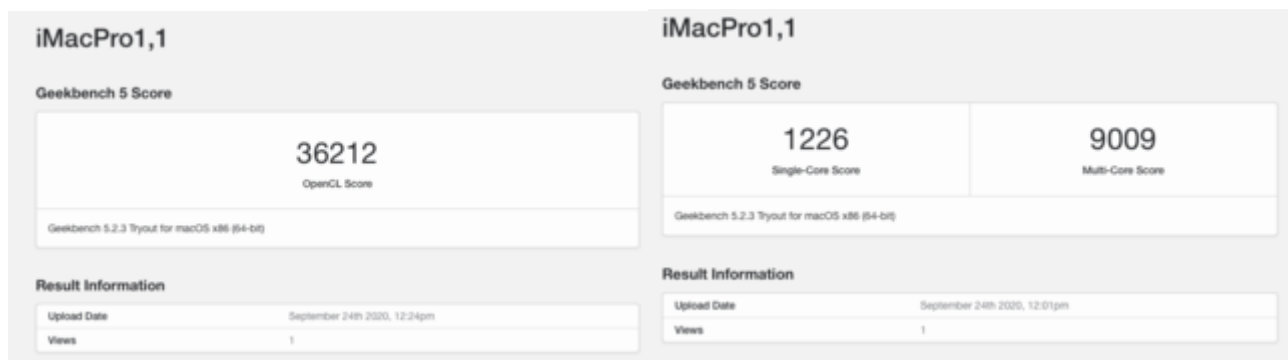 iMacPro1,1
Geekbench 5 Score
36212
OpenCL Score
Geekbench 5.2.3 Tryout for macOS x86 (64-bit)
Result Information
Upload Date September 24th 2020, 12:24pm
Views 1
iMacPro1,1
Geekbench 5 Score
1226 9009
Single-Core Score Multi-Core Score
Geekbench 5.2.3 Tryout for macOS x86 (64-bit)
Result Information
Upload Date September 24th 2020, 12:01pm
Views 1